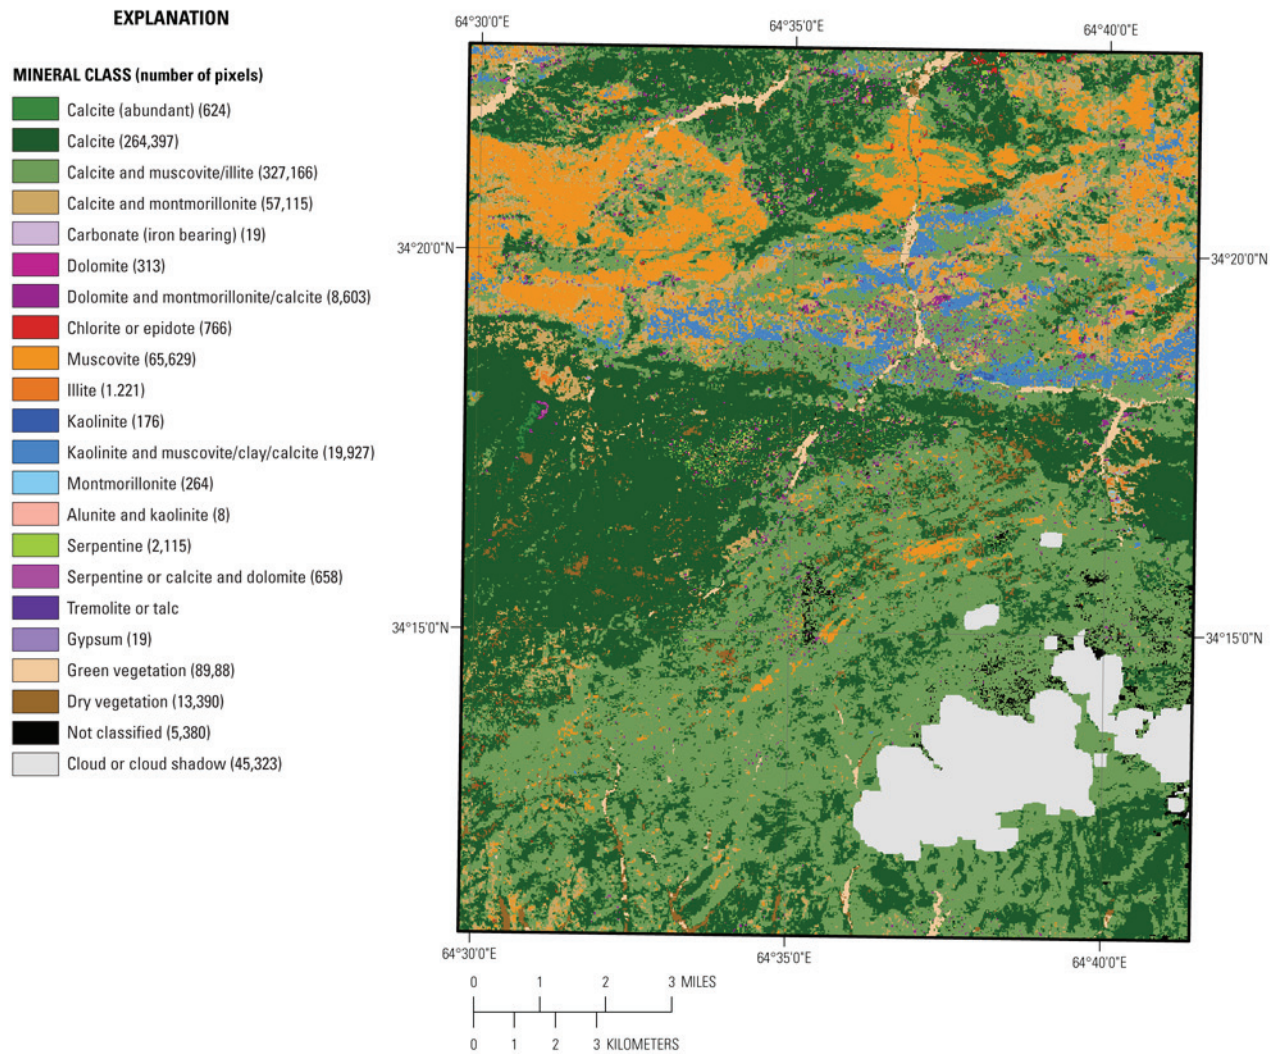 EXPLANATION
MINERAL CLASS (number of pixels)
Calcite (abundant) (624)
Calcite (264,397)
Calcite and muscovite/illite (327,166)
Calcite and montmorillonite (57,115)
Carbonate (iron bearing) (19)
Dolomite (313)
Dolomite and montmorillonite/calcite (8,603)
Chlorite or epidote (766)
Muscovite (65,629)
Illite (1.221)
Kaolinite (176)
Kaolinite and muscovite/clay/calcite (19,927)
Montmorillonite (264)
Alunite and kaolinite (8)
Serpentine (2,115)
Serpentine or calcite and dolomite (658)
Tremolite or talc
Gypsum (19)
Green vegetation (89,88)
Dry vegetation (13,390)
Not classified (5,380)
Cloud or cloud shadow (45,323)
64°30'0"E 64°35'0"E 64°40'0"E
34°20'0"N 34°20'0"N
34°15'0"N 34°15'0"N
64°30'0"E 64°35'0"E 64°40'0"E
0 1 2 3 MILES
0 1 2 3 KILOMETERS